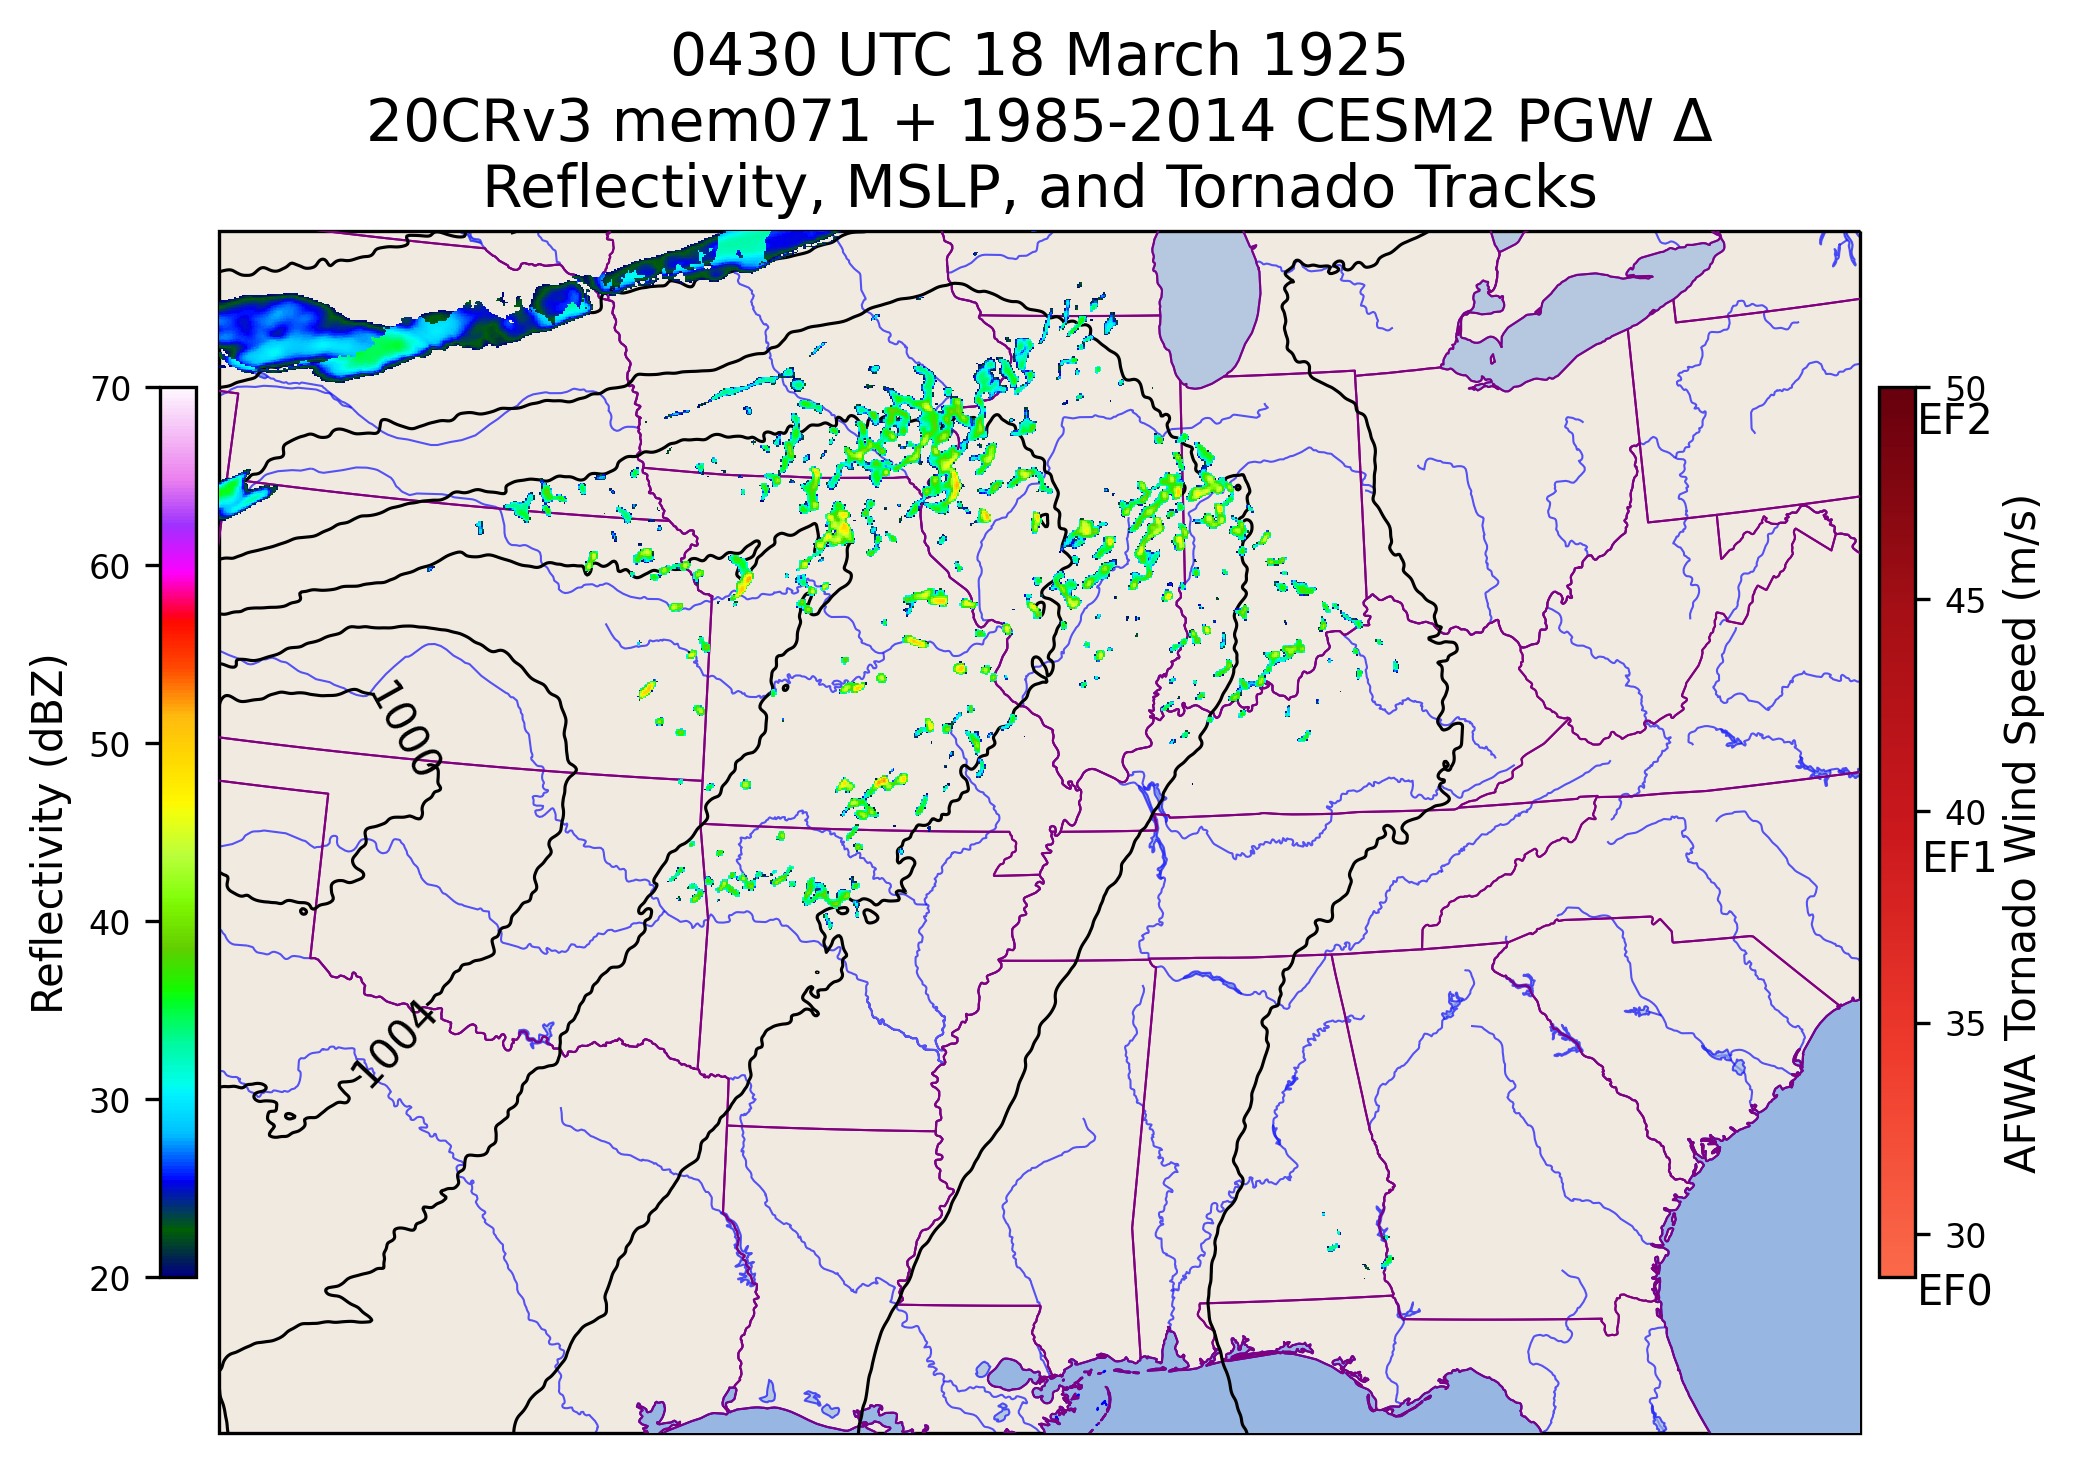 0430 UTC 18 March 1925
20CRv3 mem071 + 1985-2014 CESM2 PGW Δ
Reflectivity, MSLP, and Tornado Tracks
70
60
50
40
30
20
Reflectivity (dBZ)
1000
1004
50
EF2
45
40
EF1
35
30
EF0
AFWA Tornado Wind Speed (m/s)